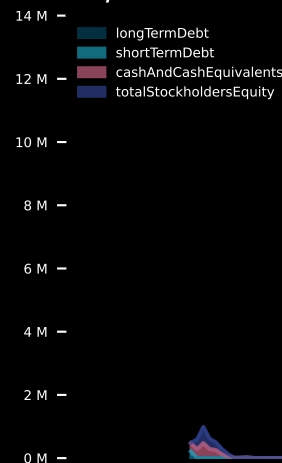 14 M
longTermDebt
shortTermDebt
cashAndCashEquivalents
totalStockholdersEquity
12 M
10 M
8 M
6 M
4 M
2 M
0 M